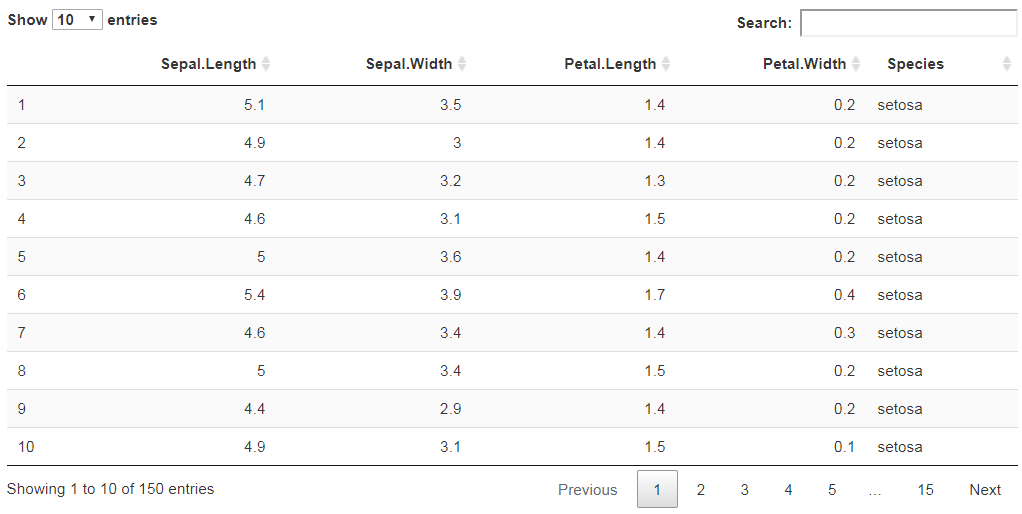 Show 10 entries Search:
Sepal.Length Sepal.Width Petal.Length Petal.Width Species
1 5.1 3.5 1.4 0.2 setosa
2 4.9 3 1.4 0.2 setosa
3 4.7 3.2 1.3 0.2 setosa
4 4.6 3.1 1.5 0.2 setosa
5 5 3.6 1.4 0.2 setosa
6 5.4 3.9 1.7 0.4 setosa
7 4.6 3.4 1.4 0.3 setosa
8 5 3.4 1.5 0.2 setosa
9 4.4 2.9 1.4 0.2 setosa
10 4.9 3.1 1.5 0.1 setosa
Showing 1 to 10 of 150 entries Previous 1 2 3 4 5 … 15 Next